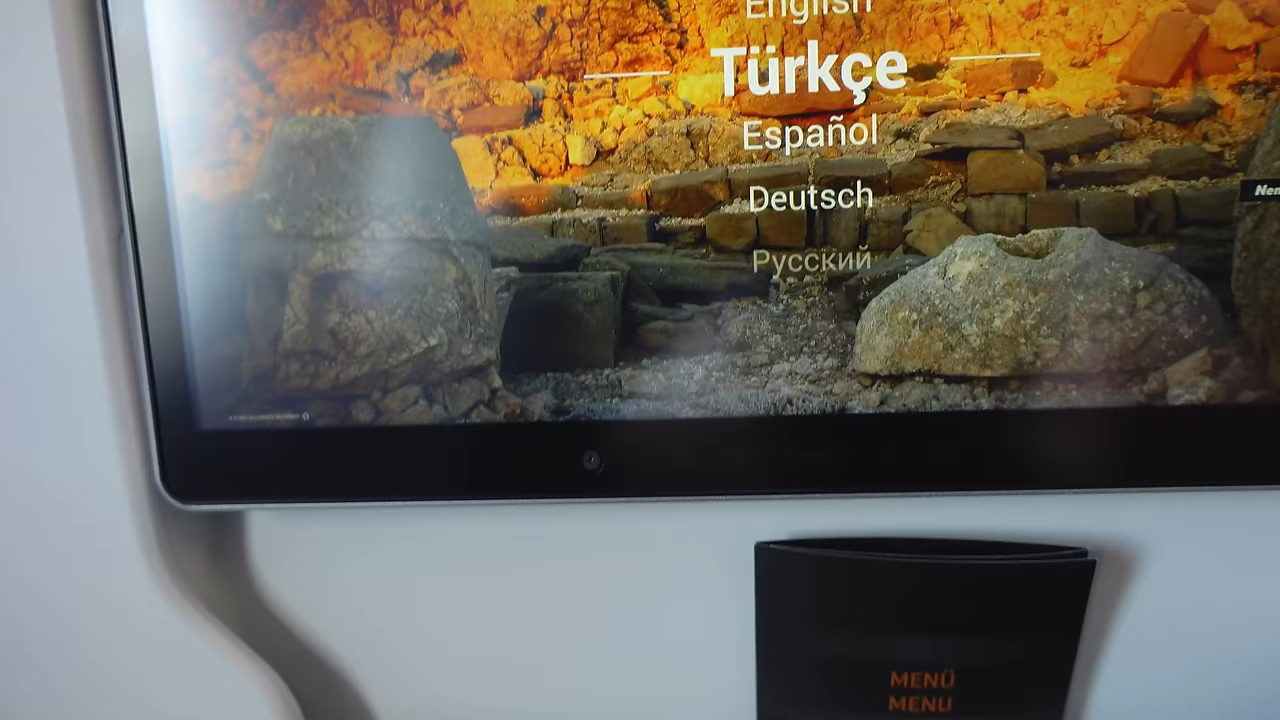 English
Türkçe
Español
Deutsch
Русский
MENÜ
MENU